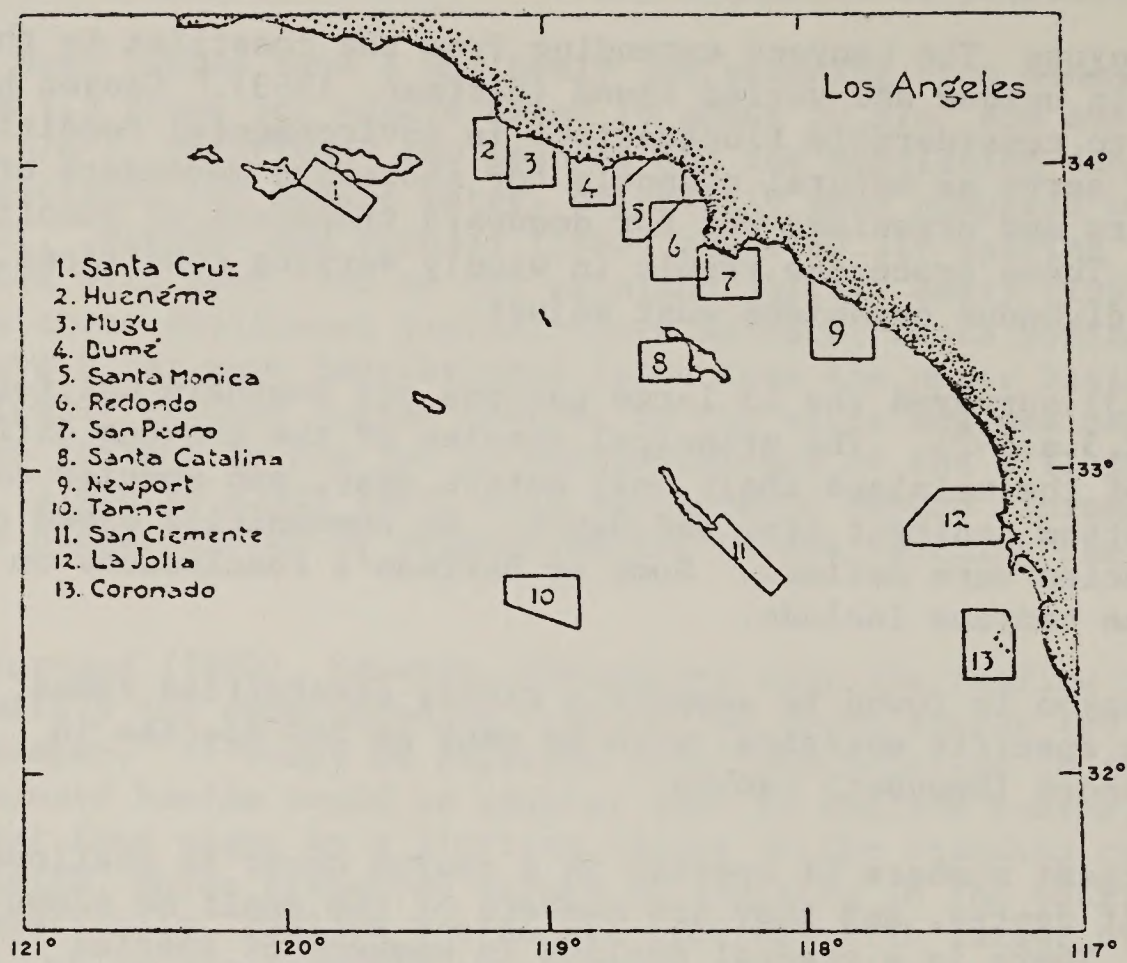 Los Angeles
34°
33°
32°
121°
120°
119°
118°
117°
1. Santa Cruz
2. Huenéme
3. Mugu
4. Dumé
5. Santa Monica
6. Redondo
7. San Pedro
8. Santa Catalina
9. Newport
10. Tanner
11. San Clemente
12. La Jolla
13. Coronado
1
2
3
4
5
6
7
8
9
10
11
12
13